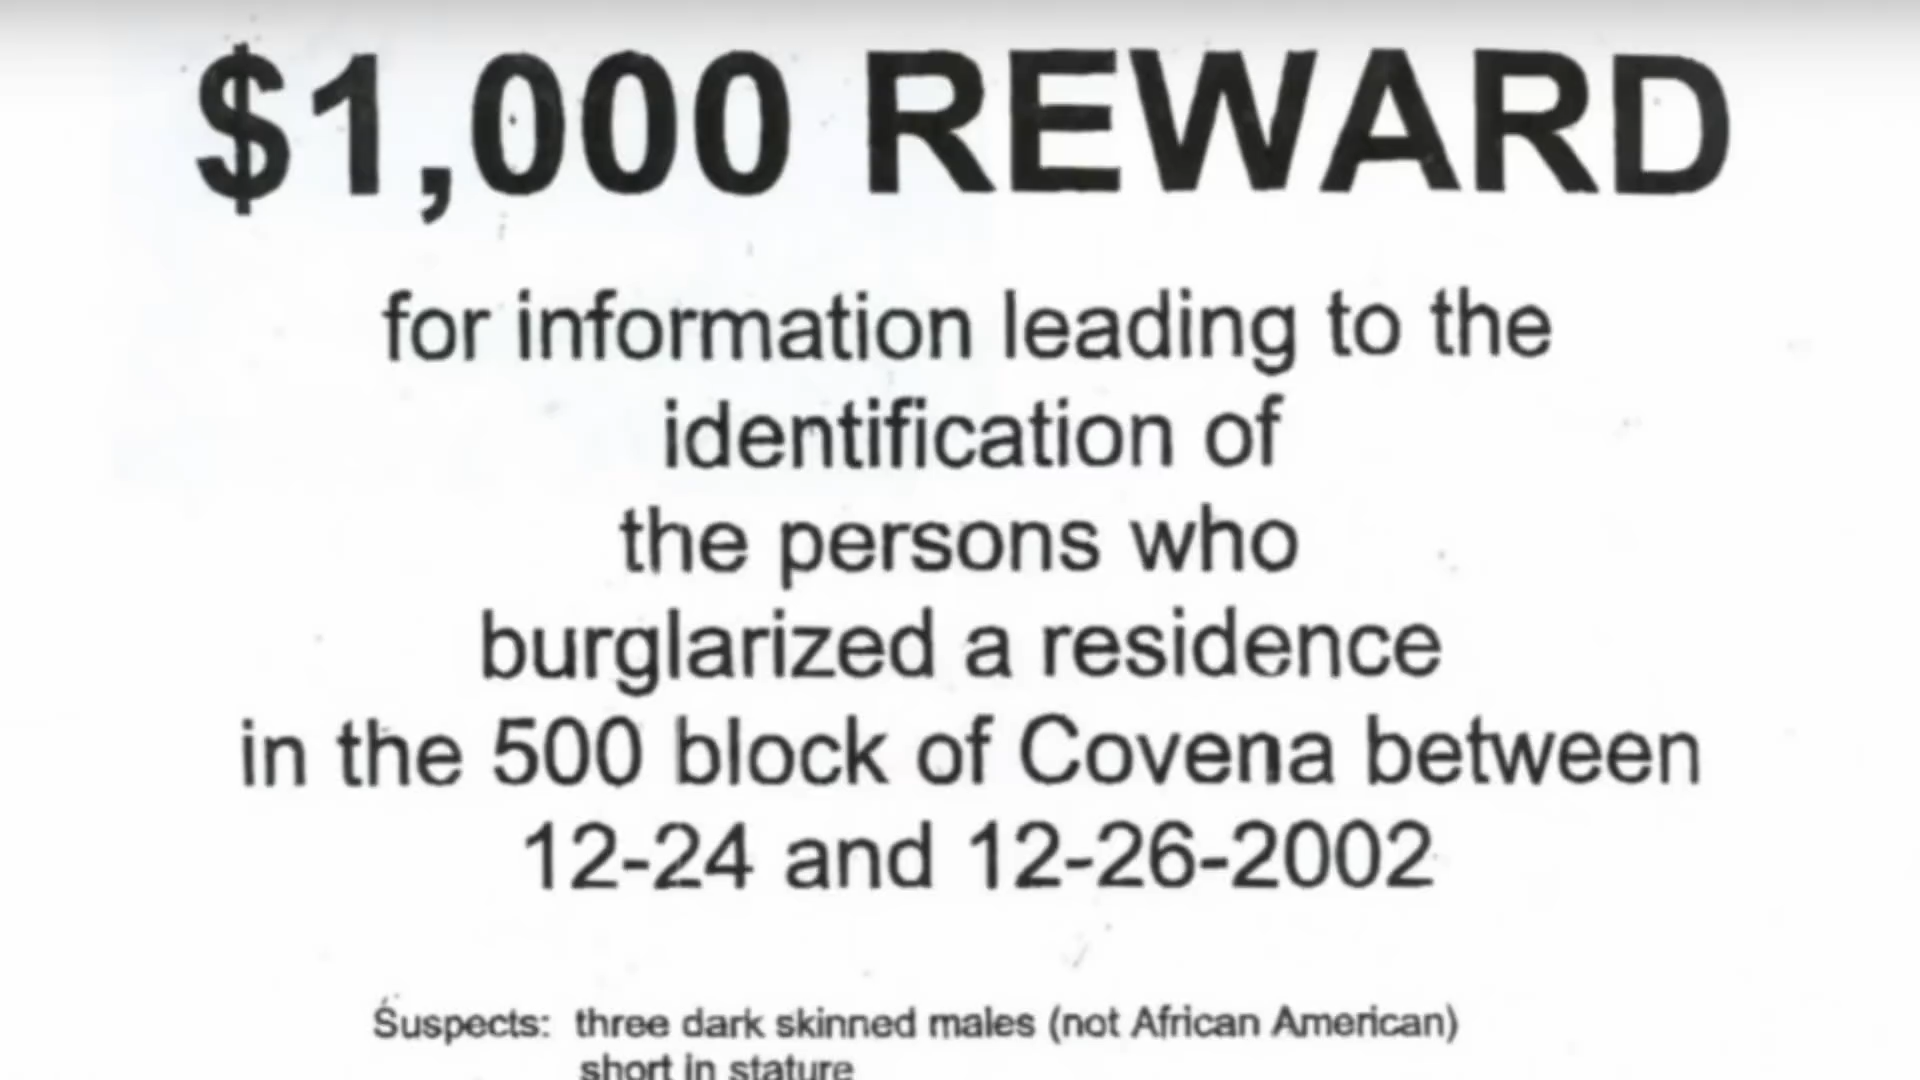 $1,000 REWARD
for information leading to the
identification of
the persons who
burglarized a residence
in the 500 block of Covena between
12-24 and 12-26-2002
Suspects: three dark skinned males (not African American)
short in stature